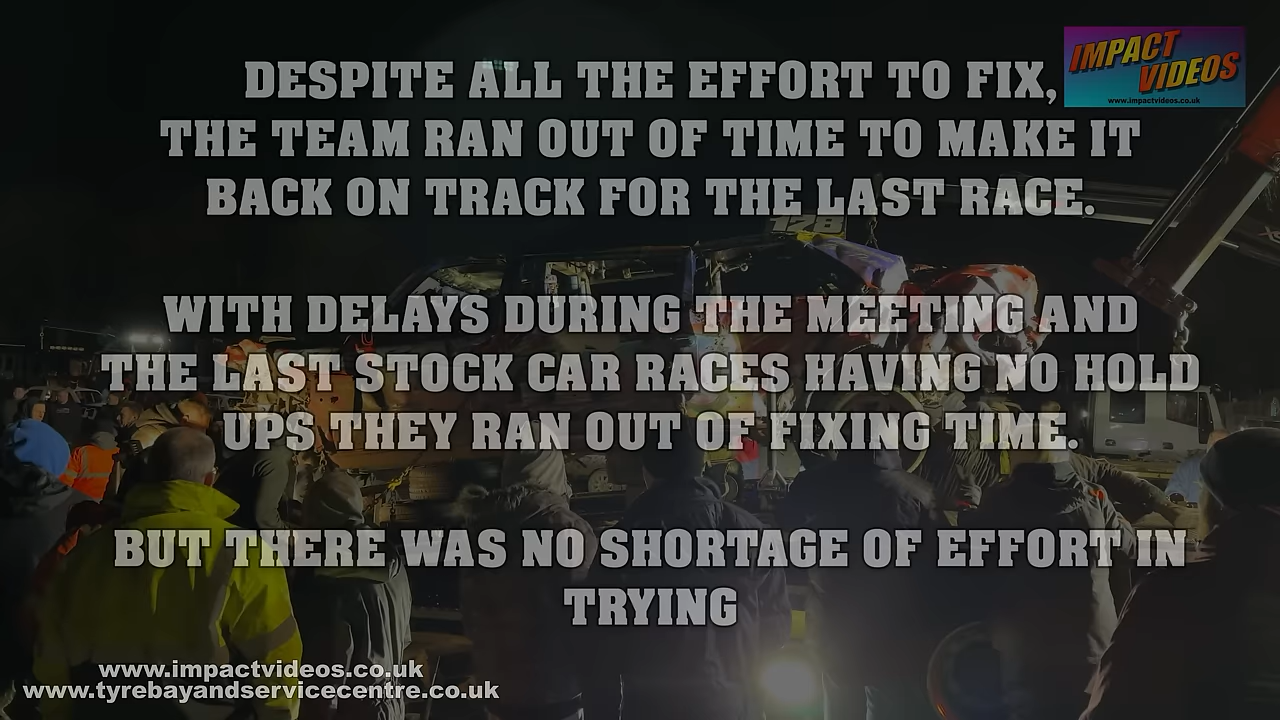 IMPACT
VIDEOS
www.impactvideos.co.uk
DESPITE ALL THE EFFORT TO FIX,
THE TEAM RAN OUT OF TIME TO MAKE IT
BACK ON TRACK FOR THE LAST RACE.
128
WITH DELAYS DURING THE MEETING AND
THE LAST STOCK CAR RACES HAVING NO HOLD
UPS THEY RAN OUT OF FIXING TIME.
BUT THERE WAS NO SHORTAGE OF EFFORT IN
TRYING
www.impactvideos.co.uk
www.tyrebayandservicecentre.co.uk